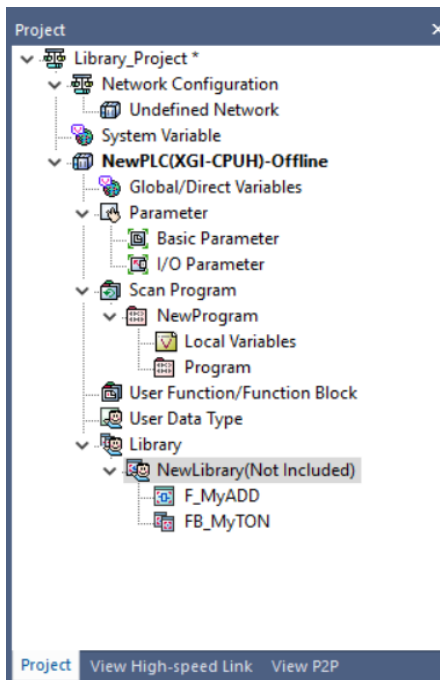 Project
Library_Project *
Network Configuration
Undefined Network
System Variable
NewPLC(XGI-CPUH)-Offline
Global/Direct Variables
Parameter
Basic Parameter
I/O Parameter
Scan Program
NewProgram
Local Variables
Program
User Function/Function Block
User Data Type
Library
NewLibrary(Not Included)
F_MyADD
FB_MyTON
Project View High-speed Link View P2P